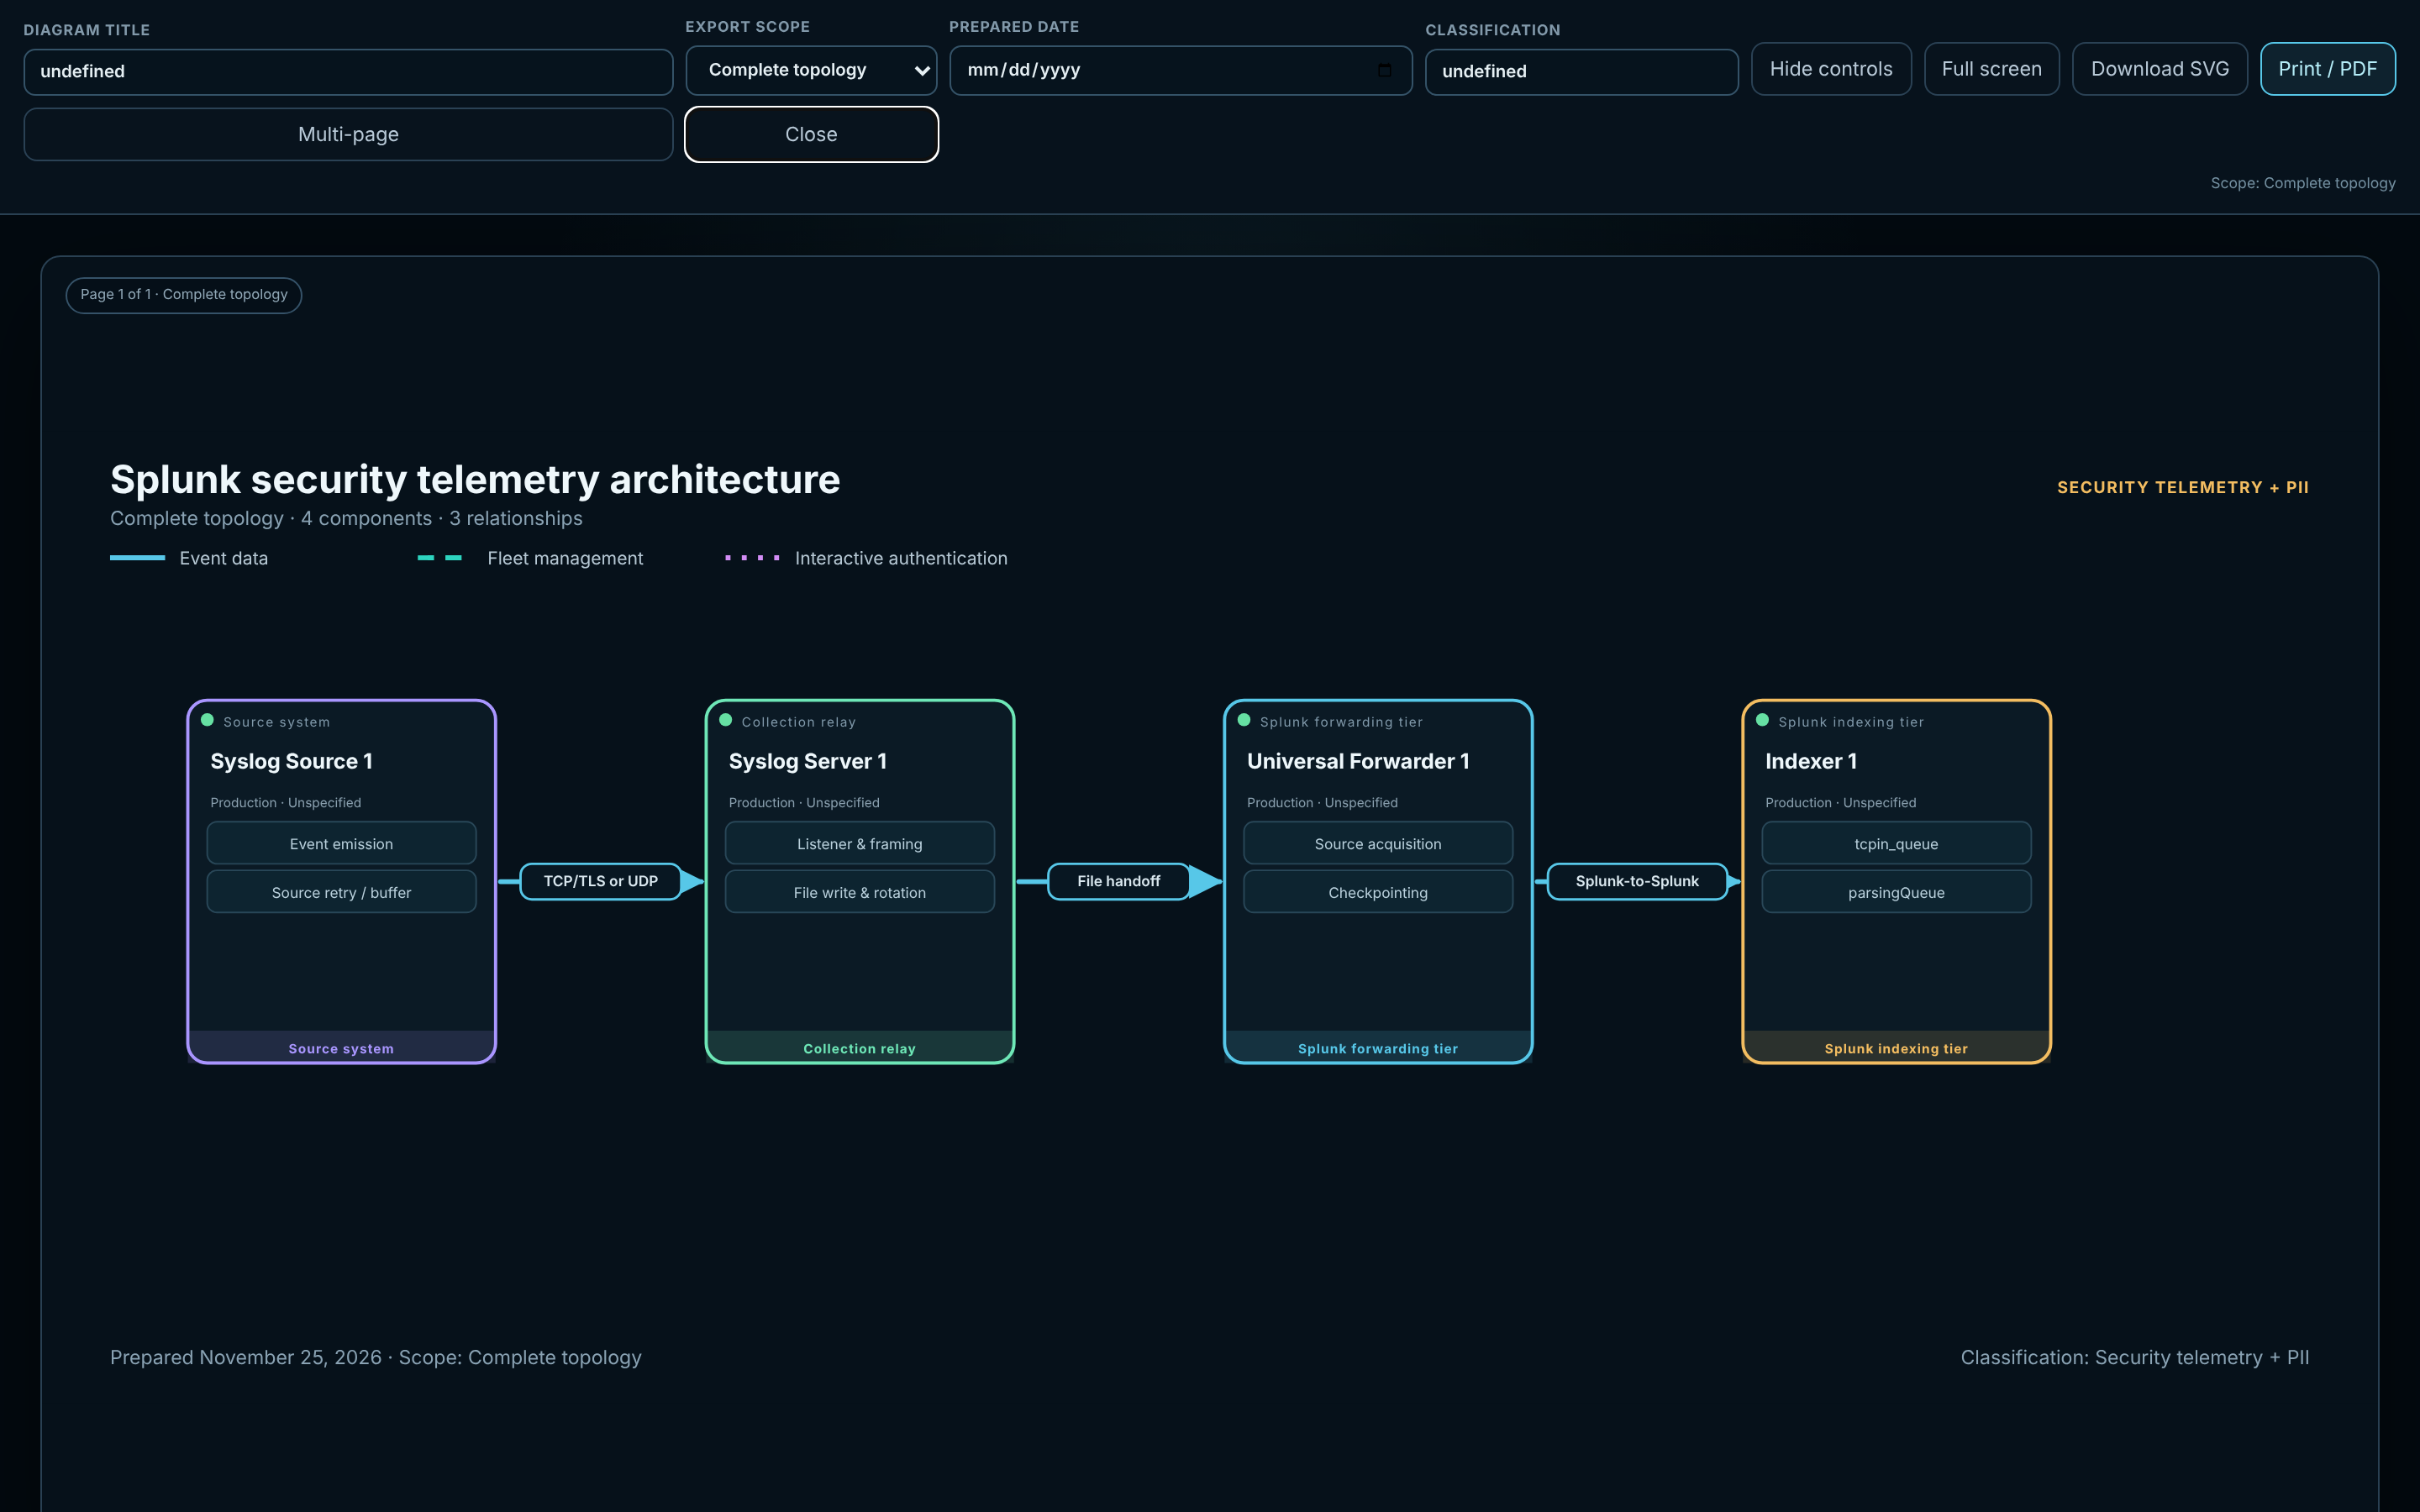 DIAGRAM TITLE
EXPORT SCOPE
PREPARED DATE
CLASSIFICATION
undefined
Complete topology
mm/dd/yyyy
undefined
Hide controls
Full screen
Download SVG
Print / PDF
Multi-page
Close
Scope: Complete topology
Page 1 of 1 · Complete topology
Splunk security telemetry architecture
SECURITY TELEMETRY + PII
Complete topology · 4 components · 3 relationships
Event data
Fleet management
Interactive authentication
Source system
Syslog Source 1
Production · Unspecified
Event emission
Source retry / buffer
Source system
TCP/TLS or UDP
Collection relay
Syslog Server 1
Production · Unspecified
Listener & framing
File write & rotation
Collection relay
File handoff
Splunk forwarding tier
Universal Forwarder 1
Production · Unspecified
Source acquisition
Checkpointing
Splunk forwarding tier
Splunk-to-Splunk
Splunk indexing tier
Indexer 1
Production · Unspecified
tcpin_queue
parsingQueue
Splunk indexing tier
Prepared November 25, 2026 · Scope: Complete topology
Classification: Security telemetry + PII